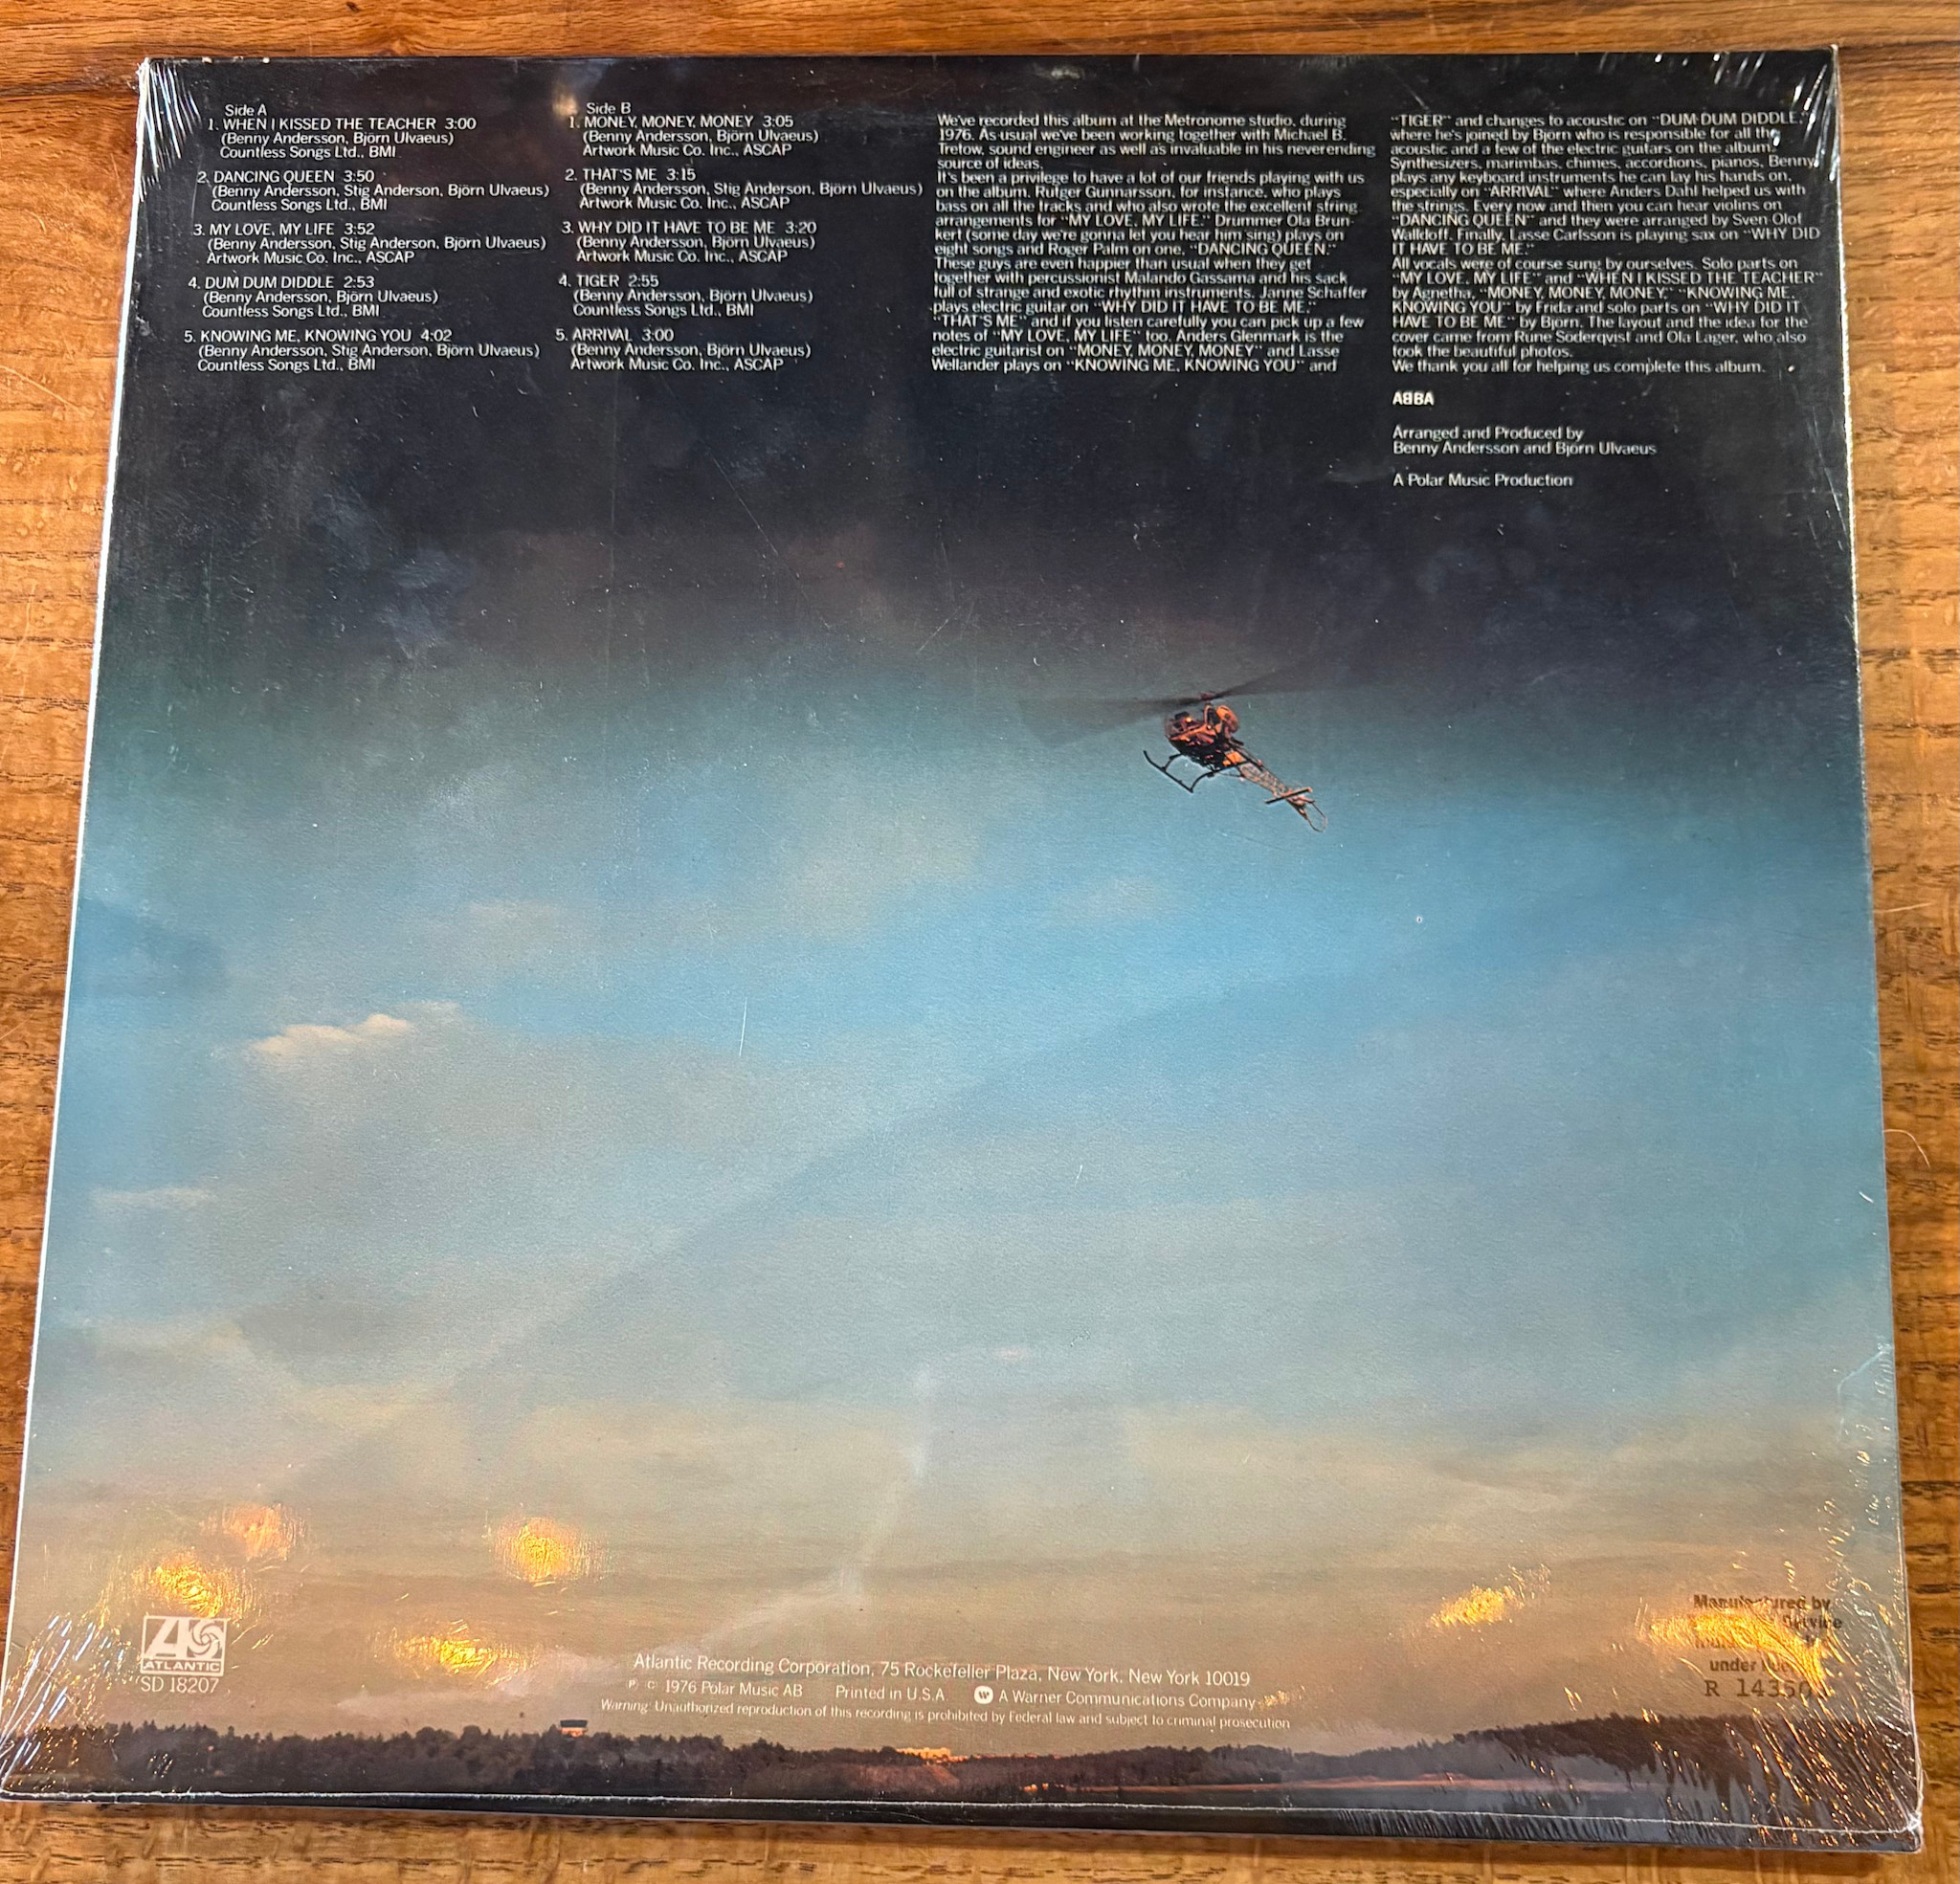 Side A
1. WHEN I KISSED THE TEACHER 3:00
(Benny Andersson, Björn Ulvaeus)
Countless Songs Ltd., BMI
2. DANCING QUEEN 3:50
(Benny Andersson, Stig Anderson, Björn Ulvaeus)
Countless Songs Ltd., BMI
3. MY LOVE, MY LIFE 3:52
(Benny Andersson, Stig Anderson, Björn Ulvaeus)
Artwork Music Co. Inc., ASCAP
4. DUM DUM DIDDLE 2:53
(Benny Andersson, Björn Ulvaeus)
Countless Songs Ltd., BMI
5. KNOWING ME, KNOWING YOU 4:02
(Benny Andersson, Stig Anderson, Björn Ulvaeus)
Countless Songs Ltd., BMI
Side B
1. MONEY, MONEY, MONEY 3:05
(Benny Andersson, Björn Ulvaeus)
Artwork Music Co. Inc., ASCAP
2. THAT'S ME 3:15
(Benny Andersson, Stig Anderson, Björn Ulvaeus)
Artwork Music Co. Inc., ASCAP
3. WHY DID IT HAVE TO BE ME 3:20
(Benny Andersson, Björn Ulvaeus)
Artwork Music Co. Inc., ASCAP
4. TIGER 2:55
(Benny Andersson, Björn Ulvaeus)
Countless Songs Ltd., BMI
5. ARRIVAL 3:00
(Benny Andersson, Björn Ulvaeus)
Artwork Music Co. Inc., ASCAP
We've recorded this album at the Metronome studio, during
1976. As usual we've been working together with Michael B.
Tretow, sound engineer as well as invaluable in his neverending
source of ideas.
It's been a privilege to have a lot of our friends playing with us
on the album. Rutger Gunnarsson, for instance, who plays
bass on all the tracks and who also wrote the excellent string
arrangements for "MY LOVE, MY LIFE." Drummer Ola Brun-
kert (some day we're gonna let you hear him sing) plays on
eight songs and Roger Palm on one, "DANCING QUEEN."
These guys are even happier than usual when they get
together with percussionist Malando Gassama and his sack
full of strange and exotic rhythm instruments. Janne Schaffer
plays electric guitar on "WHY DID IT HAVE TO BE ME,"
"THAT'S ME" and if you listen carefully you can pick up a few
notes of "MY LOVE, MY LIFE" too. Anders Glenmark is the
electric guitarist on "MONEY, MONEY, MONEY" and Lasse
Wellander plays on "KNOWING ME, KNOWING YOU" and
"TIGER" and changes to acoustic on "DUM DUM DIDDLE,"
where he's joined by Björn who is responsible for all the
acoustic and a few of the electric guitars on the album.
Synthesizers, marimbas, chimes, accordions, pianos, Benny
plays any keyboard instruments he can lay his hands on,
especially on "ARRIVAL" where Anders Dahl helped us with
the strings. Every now and then you can hear violins on
"DANCING QUEEN" and they were arranged by Sven-Olof
Walldoff. Finally, Lasse Carlsson is playing sax on "WHY DID
IT HAVE TO BE ME."
All vocals were of course sung by ourselves. Solo parts on
"MY LOVE, MY LIFE" and "WHEN I KISSED THE TEACHER"
by Agnetha, "MONEY, MONEY, MONEY," "KNOWING ME,
KNOWING YOU" by Frida and solo parts on "WHY DID IT
HAVE TO BE ME" by Björn. The layout and the idea for the
cover came from Rune Söderqvist and Ola Lager, who also
took the beautiful photos.
We thank you all for helping us complete this album.
ABBA
Arranged and Produced by
Benny Andersson and Björn Ulvaeus
A Polar Music Production
ATLANTIC
SD 18207
Atlantic Recording Corporation, 75 Rockefeller Plaza, New York, New York 10019
℗ © 1976 Polar Music AB Printed in U.S.A. W A Warner Communications Company
Warning: Unauthorized reproduction of this recording is prohibited by Federal law and subject to criminal prosecution
Manufactured by
Service
under
R